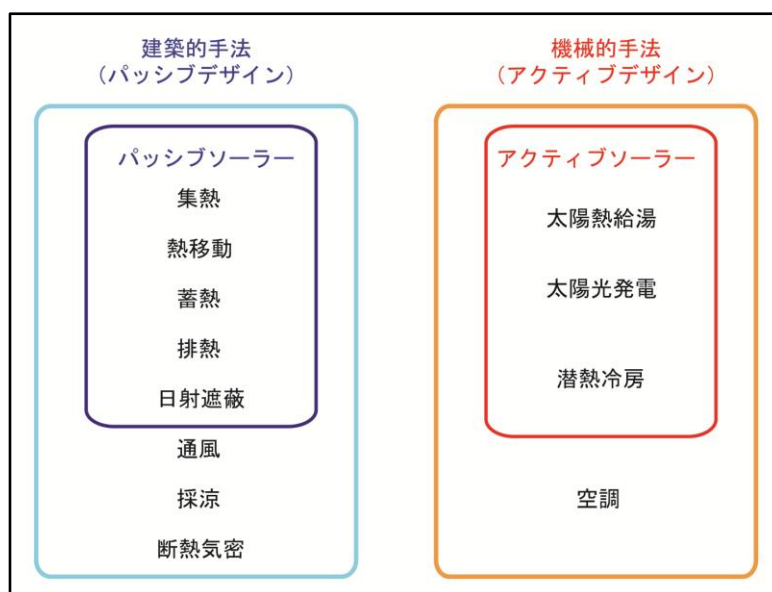 建築的手法
（パッシブデザイン）
パッシブソーラー
集熱
熱移動
蓄熱
排熱
日射遮蔽
通風
採涼
断熱気密
機械的手法
（アクティブデザイン）
アクティブソーラー
太陽熱給湯
太陽光発電
潜熱冷房
空調